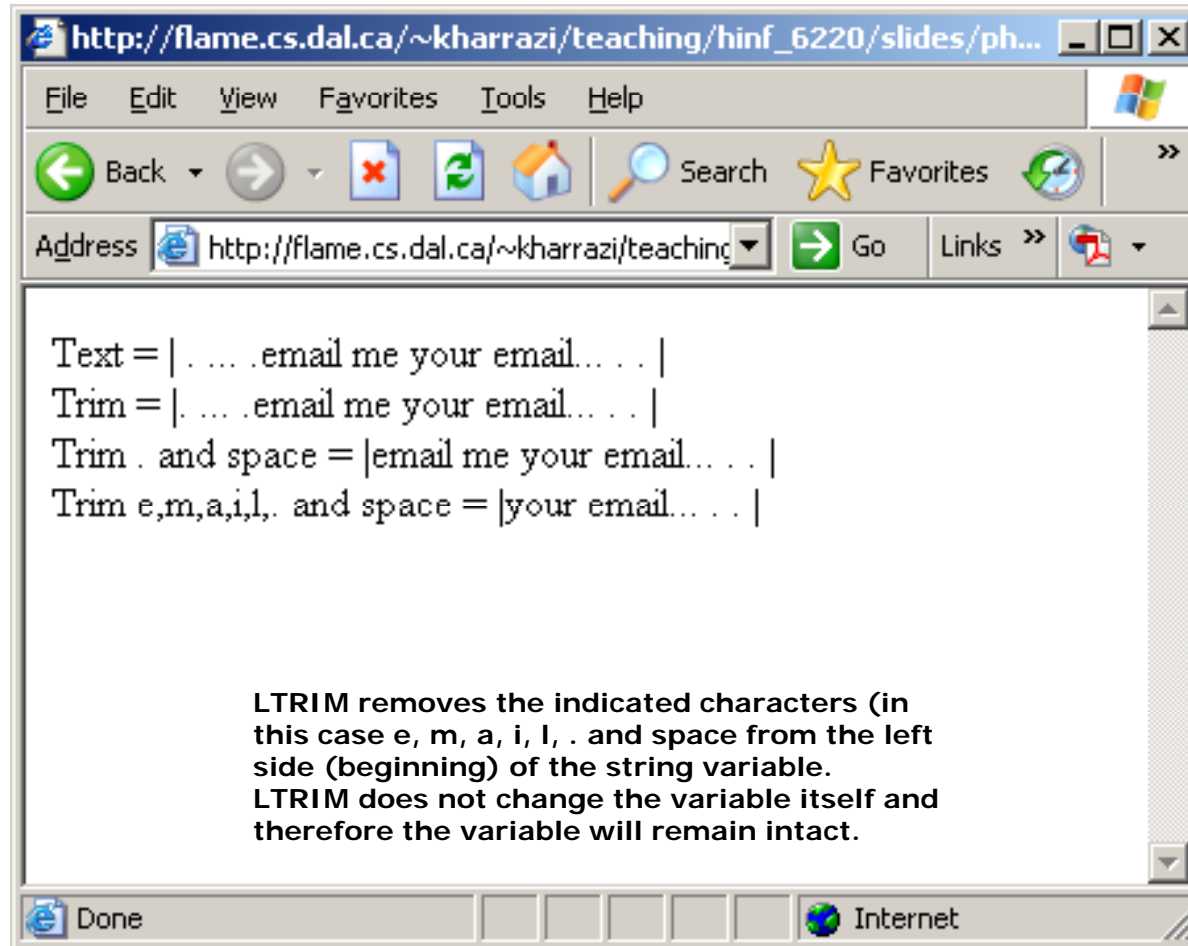 http://flame.cs.dal.ca/~kharrazi/teaching/hinf_6220/slides/ph...
File Edit View Favorites Tools Help
Back Search Favorites »
Address http://flame.cs.dal.ca/~kharrazi/teaching Go Links »
Text = | . ... .email me your email... . . |
Trim = |. ... .email me your email... . . |
Trim . and space = |email me your email... . . |
Trim e,m,a,i,l,. and space = |your email... . . |
LTRIM removes the indicated characters (in
this case e, m, a, i, l, . and space from the left
side (beginning) of the string variable.
LTRIM does not change the variable itself and
therefore the variable will remain intact.
Done Internet